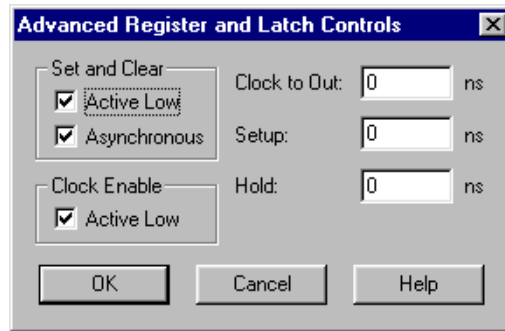 Advanced Register and Latch Controls
Set and Clear
Active Low
Asynchronous
Clock to Out: 0 ns
Setup: 0 ns
Hold: 0 ns
Clock Enable
Active Low
OK Cancel Help